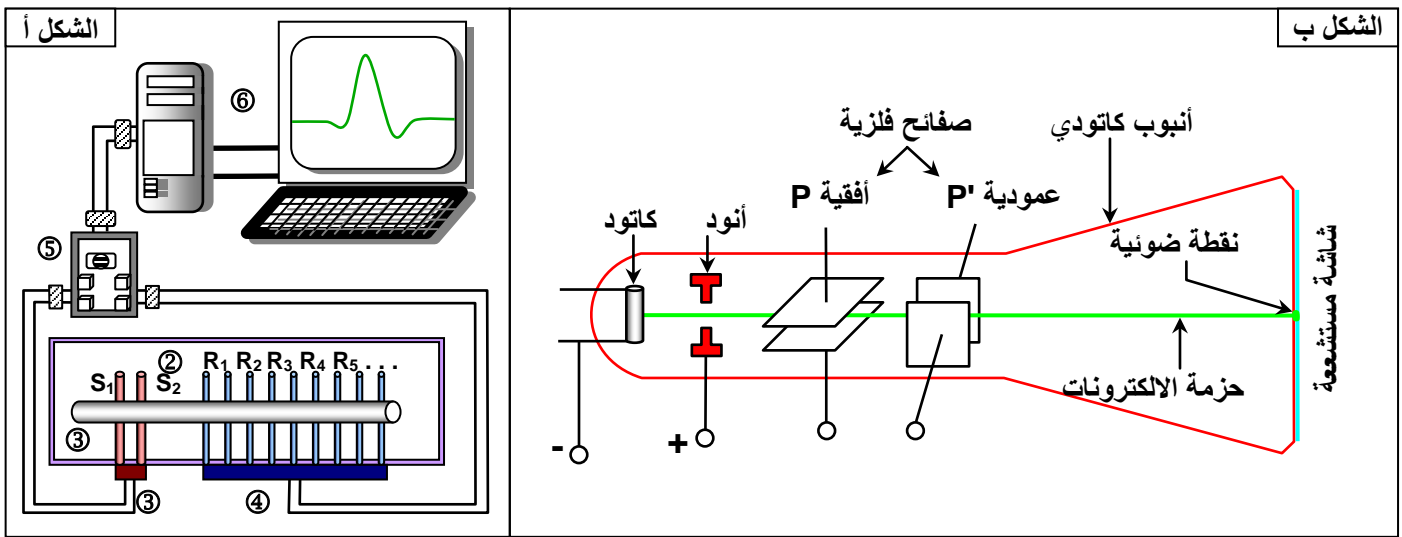 الشكل أ
⑥
⑤
②
R1 R2 R3 R4 R5 . . .
S1 S2
③
③
④
الشكل ب
أنبوب كاتودي
صفائح فلزية
أفقية P
عمودية P'
كاتود
أنود
نقطة ضوئية
شاشة مستشععة
حزمة الالكترونات
- +